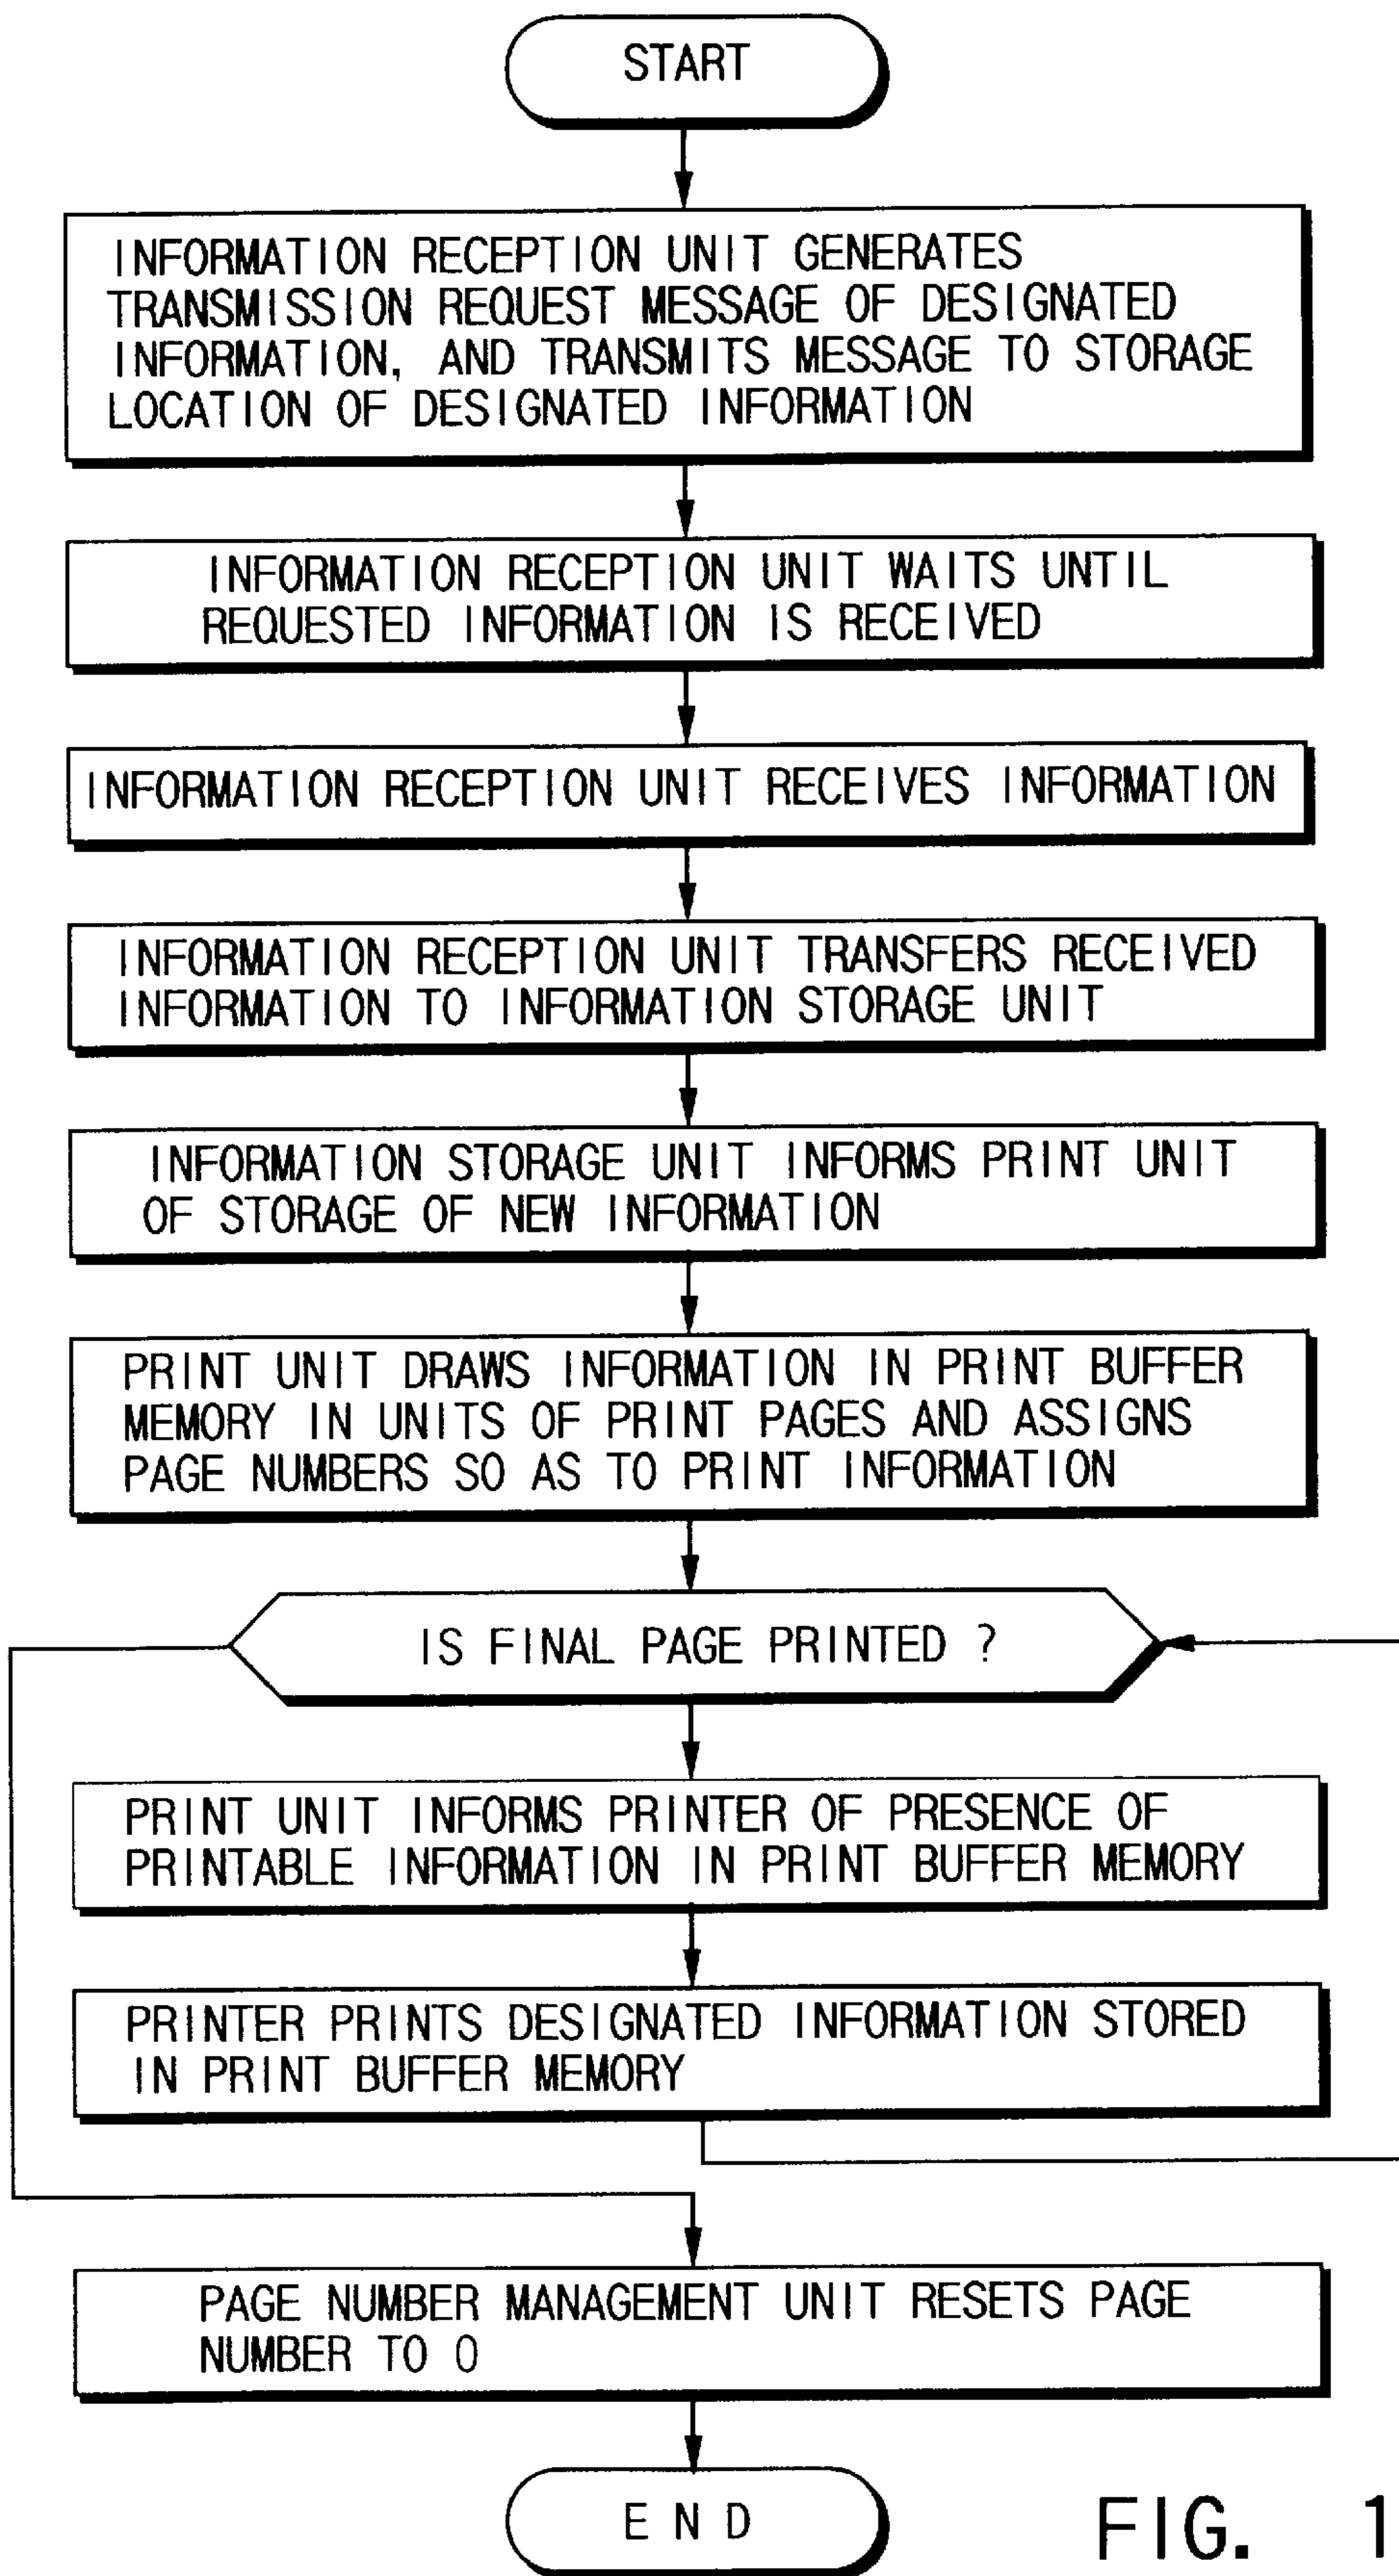 START
INFORMATION RECEPTION UNIT GENERATES
TRANSMISSION REQUEST MESSAGE OF DESIGNATED
INFORMATION, AND TRANSMITS MESSAGE TO STORAGE
LOCATION OF DESIGNATED INFORMATION
INFORMATION RECEPTION UNIT WAITS UNTIL
REQUESTED INFORMATION IS RECEIVED
INFORMATION RECEPTION UNIT RECEIVES INFORMATION
INFORMATION RECEPTION UNIT TRANSFERS RECEIVED
INFORMATION TO INFORMATION STORAGE UNIT
INFORMATION STORAGE UNIT INFORMS PRINT UNIT
OF STORAGE OF NEW INFORMATION
PRINT UNIT DRAWS INFORMATION IN PRINT BUFFER
MEMORY IN UNITS OF PRINT PAGES AND ASSIGNS
PAGE NUMBERS SO AS TO PRINT INFORMATION
IS FINAL PAGE PRINTED ?
PRINT UNIT INFORMS PRINTER OF PRESENCE OF
PRINTABLE INFORMATION IN PRINT BUFFER MEMORY
PRINTER PRINTS DESIGNATED INFORMATION STORED
IN PRINT BUFFER MEMORY
PAGE NUMBER MANAGEMENT UNIT RESETS PAGE
NUMBER TO 0
END
FIG. 1